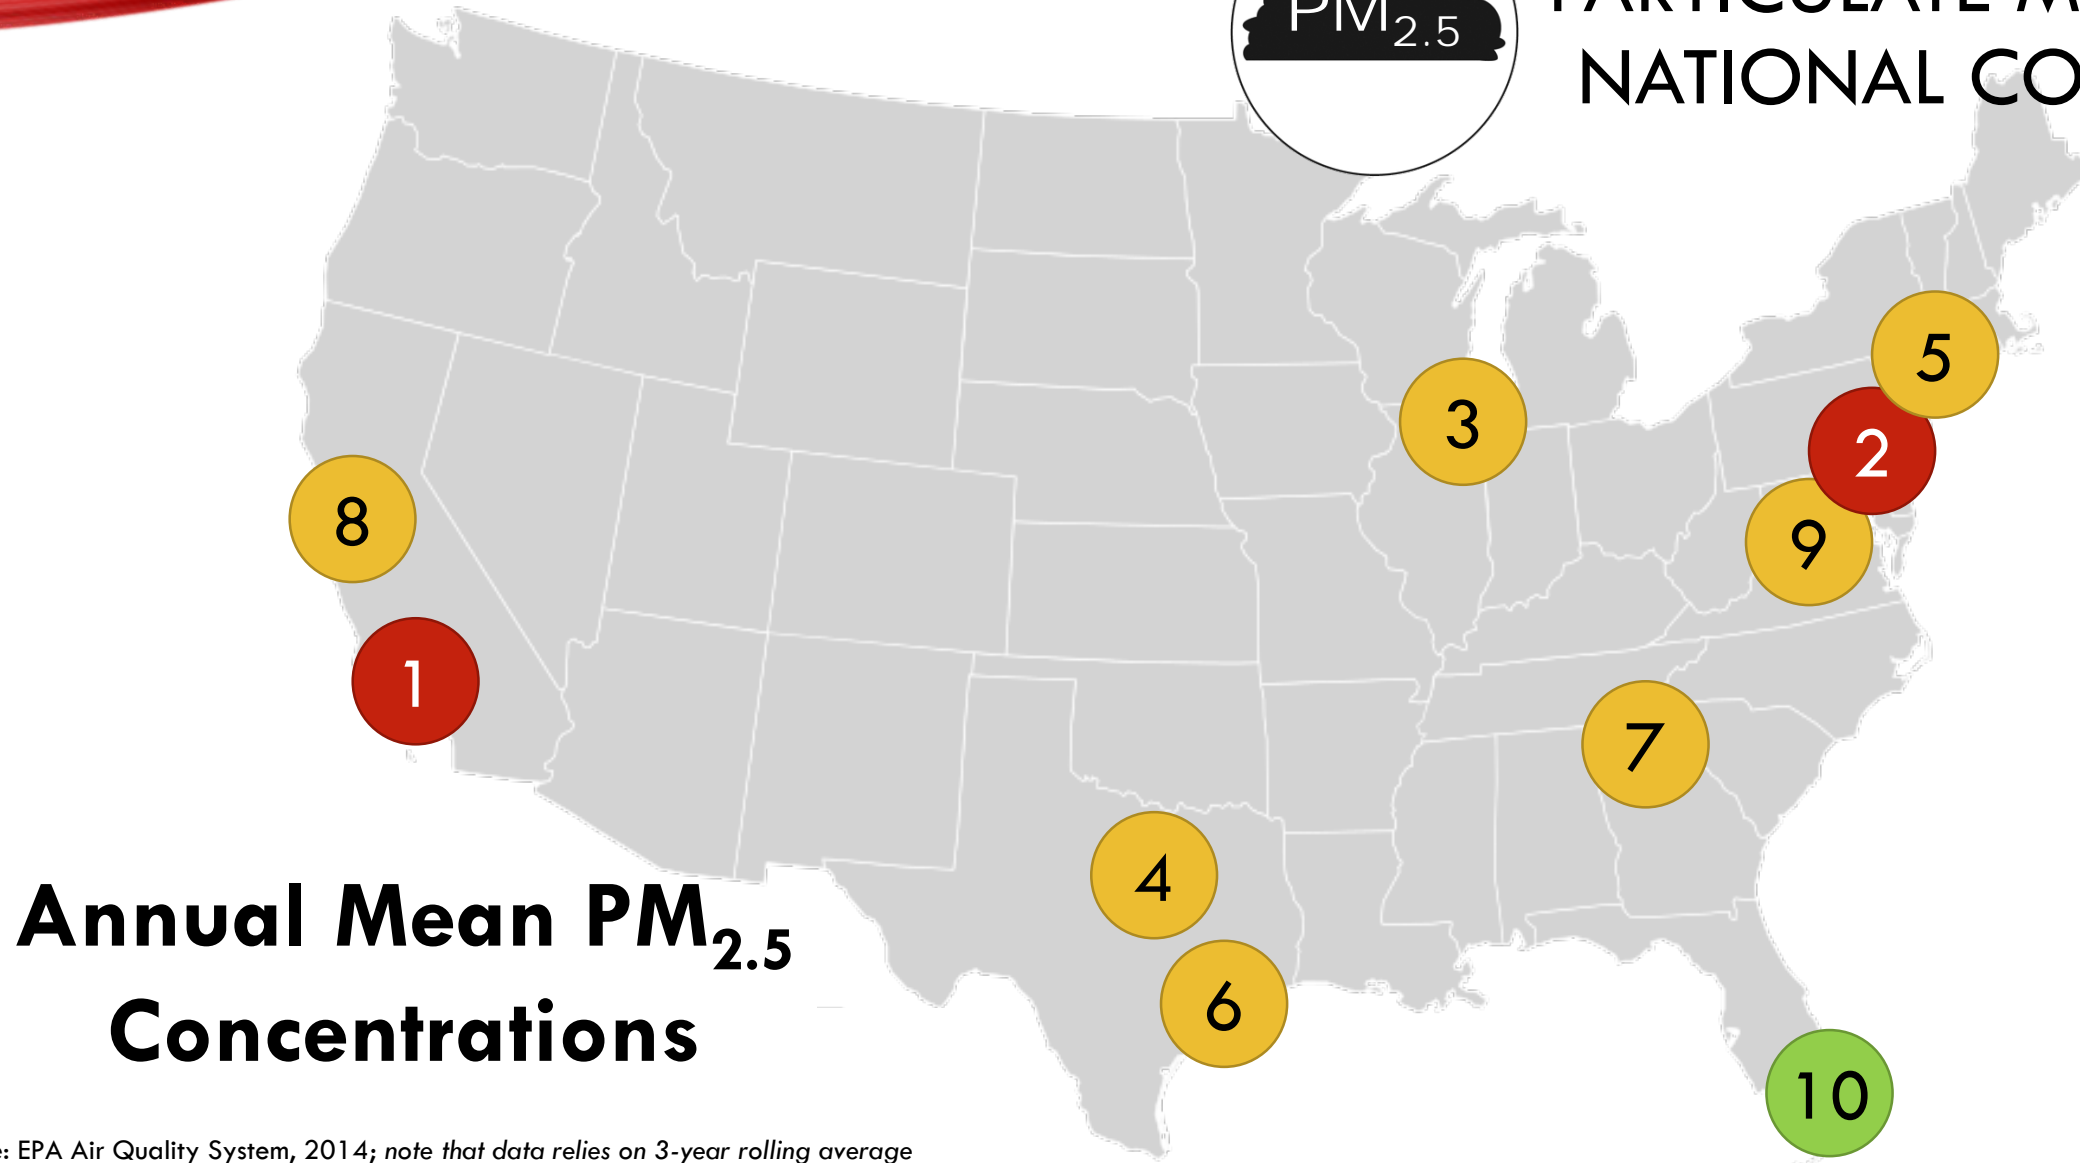 PM2.5
PARTICULATE
NATIONAL
5
3
2
8
9
1
7
4
6
10
Annual Mean PM2.5
Concentrations
: EPA Air Quality System, 2014; note that data relies on 3-year rolling average